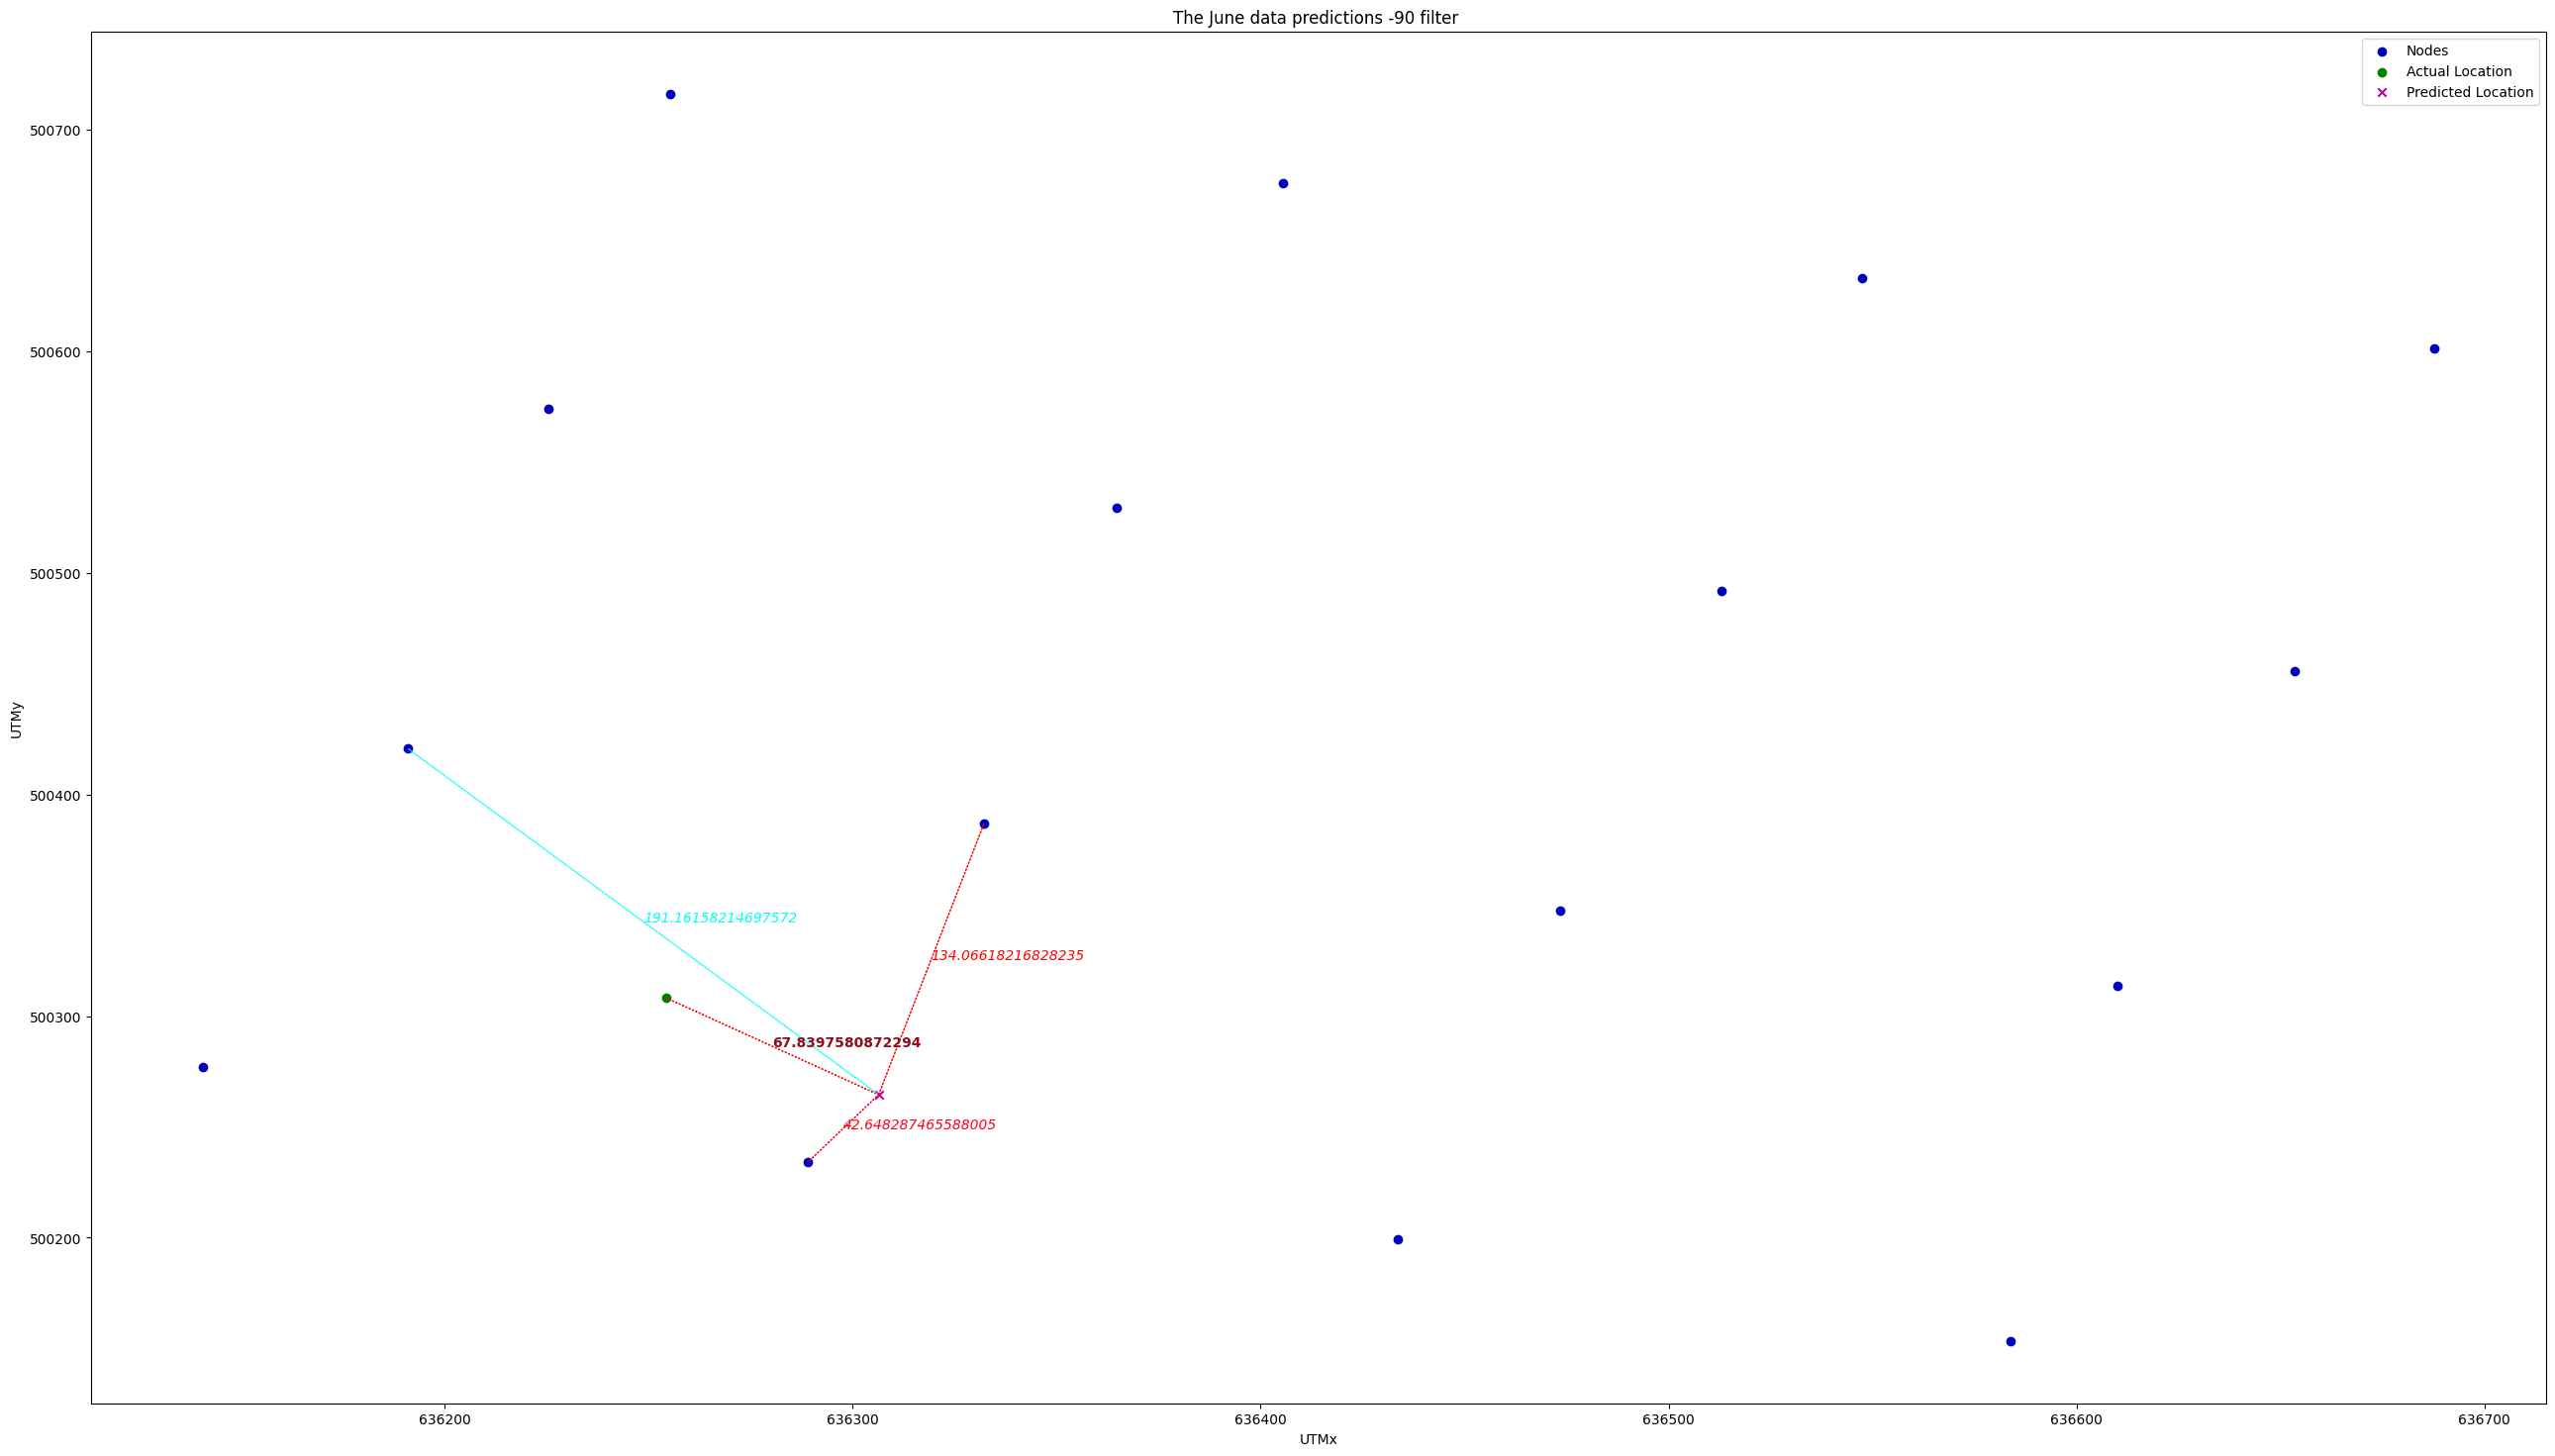 The June data predictions -90 filter
Nodes
Actual Location
Predicted Location
500700
500600
500500
500400
500300
500200
UTMy
191.16158214697572
134.06618216828235
67.8397580872294
42.648287465588005
636200
636300
636400
636500
636600
636700
UTMx